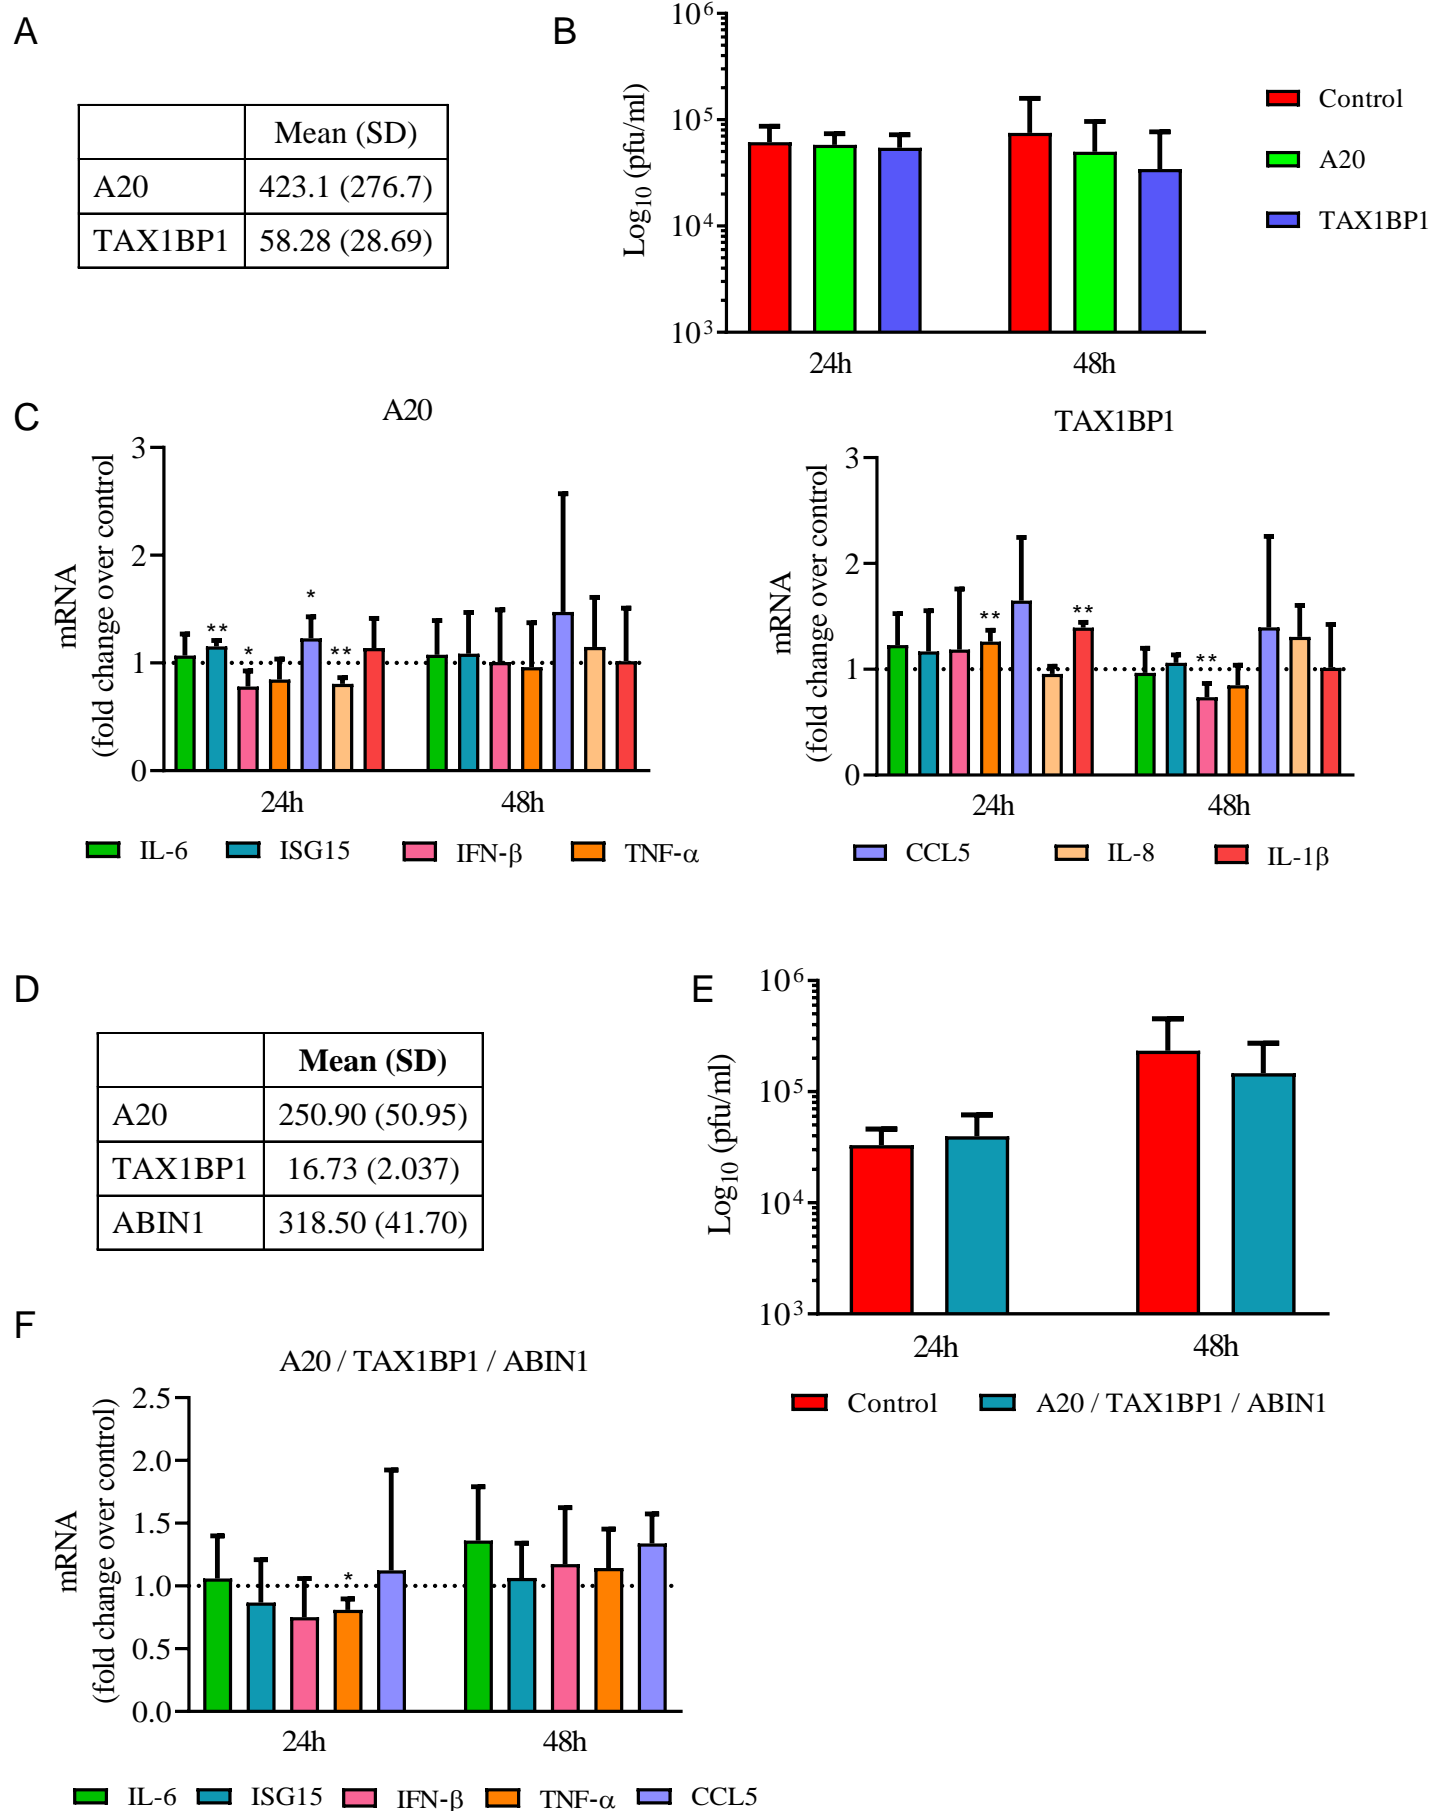 A
Mean (SD)
A20 423.1 (276.7)
TAX1BP1 58.28 (28.69)
B
Log10 (pfu/ml)
10^6
10^5
10^4
10^3
24h 48h
Control
A20
TAX1BP1
C
A20
mRNA
(fold change over control)
3
2
1
0
** * * **
24h 48h
TAX1BP1
mRNA
(fold change over control)
3
2
1
0
** ** **
24h 48h
IL-6 ISG15 IFN-β TNF-α CCL5 IL-8 IL-1β
D
Mean (SD)
A20 250.90 (50.95)
TAX1BP1 16.73 (2.037)
ABIN1 318.50 (41.70)
E
Log10 (pfu/ml)
10^6
10^5
10^4
10^3
24h 48h
Control A20 / TAX1BP1 / ABIN1
F
A20 / TAX1BP1 / ABIN1
mRNA
(fold change over control)
2.5
2.0
1.5
1.0
0.5
0.0
*
24h 48h
IL-6 ISG15 IFN-β TNF-α CCL5